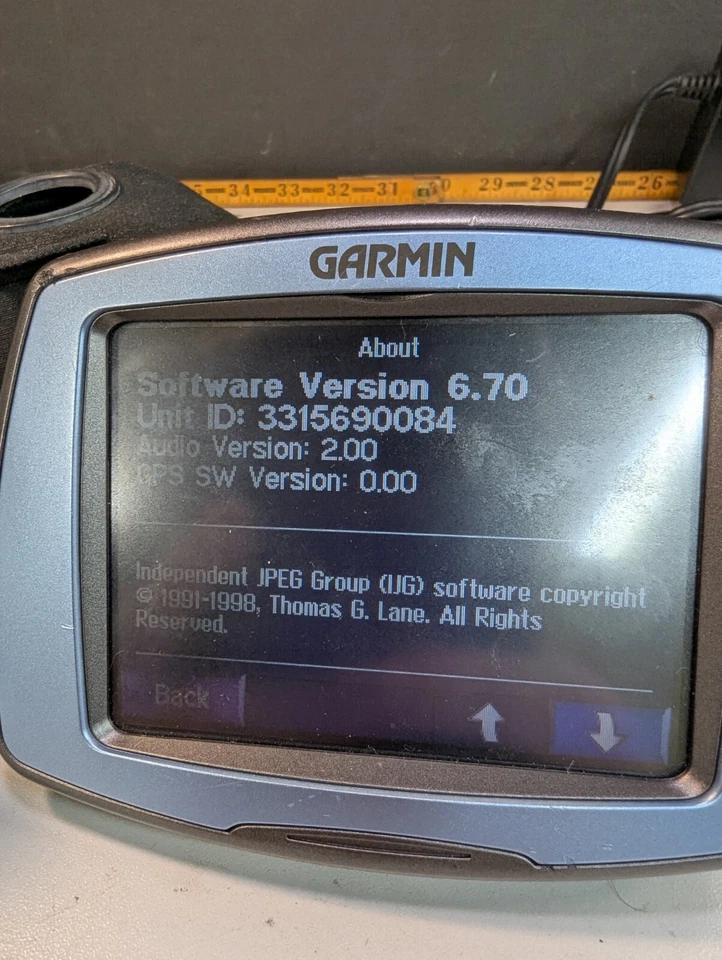 34 33 32 31 30 29 28 2 26
GARMIN
About
Software Version 6.70
Unit ID: 3315690084
Audio Version: 2.00
GPS SW Version: 0.00
Independent JPEG Group (IJG) software copyright
© 1991-1998, Thomas G. Lane. All Rights
Reserved.
Back